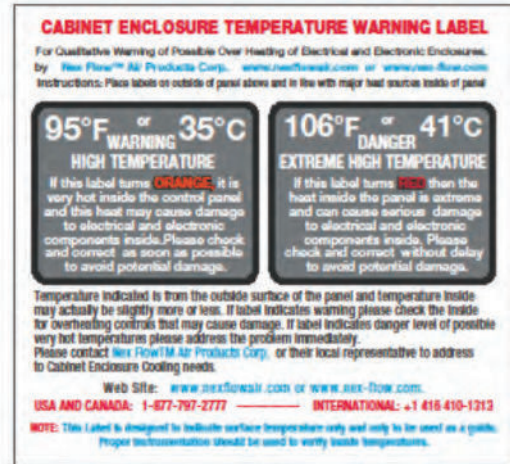 CABINET ENCLOSURE TEMPERATURE WARNING LABEL
For Qualitative Warning of Possible Over Heating of Electrical and Electronic Enclosures.
by Nex Flow™ Air Products Corp. www.nexflowair.com or www.nex-flow.com
Instructions: Place labels on outside of panel above and in line with major heat sources inside of panel
95°F or 35°C
WARNING
HIGH TEMPERATURE
If this label turns ORANGE, it is
very hot inside the control panel
and this heat may cause damage
to electrical and electronic
components inside.Please check
and correct as soon as possible
to avoid potential damage.
106°F or 41°C
DANGER
EXTREME HIGH TEMPERATURE
If this label turns RED then the
heat inside the panel is extreme
and can cause serious damage
to electrical and electronic
components inside. Please
check and correct without delay
to avoid potential damage.
Temperature indicated is from the outside surface of the panel and temperature inside
may actually be slightly more or less. If label indicates warning please check the inside
for overheating controls that may cause damage. If label indicates danger level of possible
very hot temperatures please address the problem immediately.
Please contact Nex FlowTM Air Products Corp. or their local representative to address
to Cabinet Enclosure Cooling needs.
Web Site: www.nexflowair.com or www.nex-flow.com.
USA AND CANADA: 1-877-797-2777 ———— INTERNATIONAL: +1 416 410-1313
NOTE: This Label is designed to indicate surface temperature only and only to be used as a guide.
Proper instrumentation should be used to verify inside temperatures.